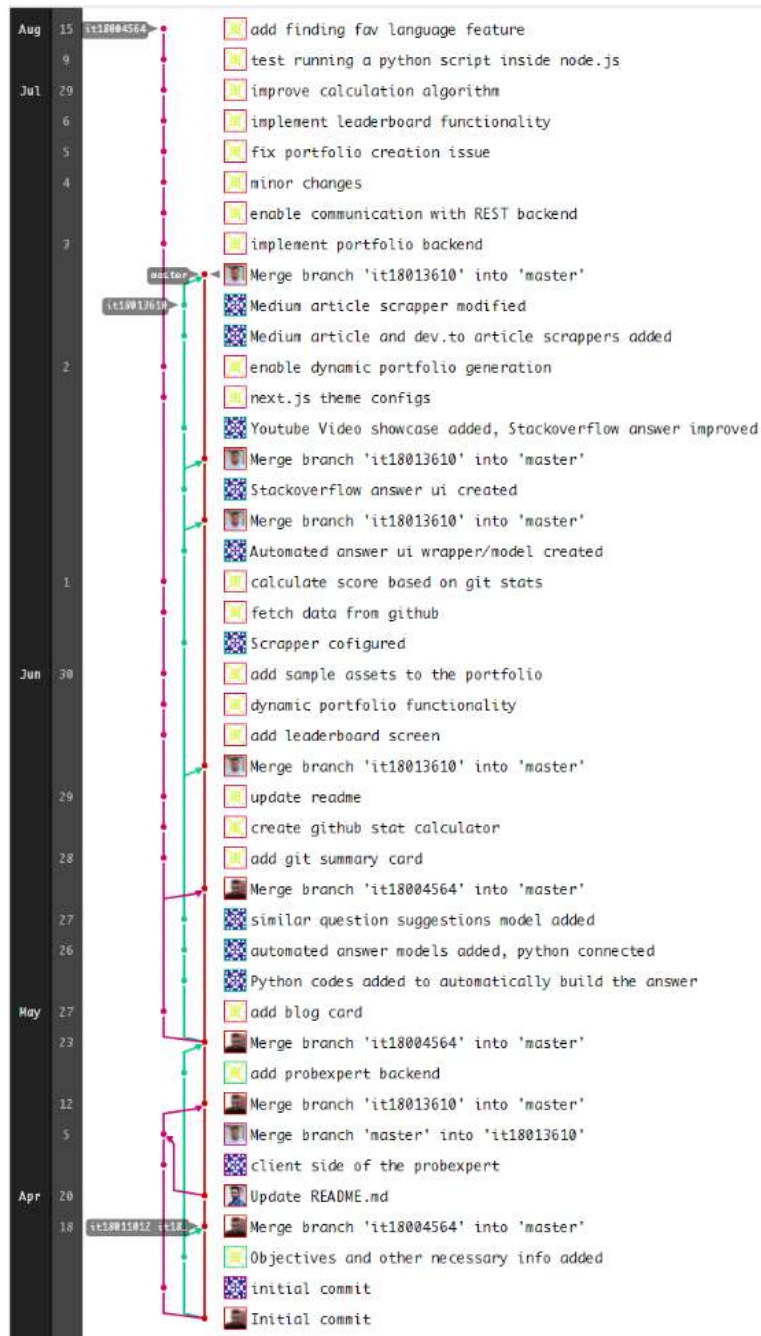 Aug 15 it18004564 add finding fav language feature
9 test running a python script inside node.js
Jul 29 improve calculation algorithm
6 implement leaderboard functionality
5 fix portfolio creation issue
4 minor changes
enable communication with REST backend
3 implement portfolio backend
master Merge branch 'it18013610' into 'master'
it18013610 Medium article scrapper modified
Medium article and dev.to article scrappers added
2 enable dynamic portfolio generation
next.js theme configs
Youtube Video showcase added, Stackoverflow answer improved
Merge branch 'it18013610' into 'master'
Stackoverflow answer ui created
Merge branch 'it18013610' into 'master'
Automated answer ui wrapper/model created
1 calculate score based on git stats
fetch data from github
Scrapper cofigured
Jun 30 add sample assets to the portfolio
dynamic portfolio functionality
add leaderboard screen
Merge branch 'it18013610' into 'master'
29 update readme
create github stat calculator
28 add git summary card
Merge branch 'it18004564' into 'master'
27 similar question suggestions model added
26 automated answer models added, python connected
Python codes added to automatically build the answer
May 27 add blog card
23 Merge branch 'it18004564' into 'master'
add probexpert backend
12 Merge branch 'it18013610' into 'master'
5 Merge branch 'master' into 'it18013610'
client side of the probexpert
Apr 20 Update README.md
18 it18011012 it18… Merge branch 'it18004564' into 'master'
Objectives and other necessary info added
initial commit
Initial commit